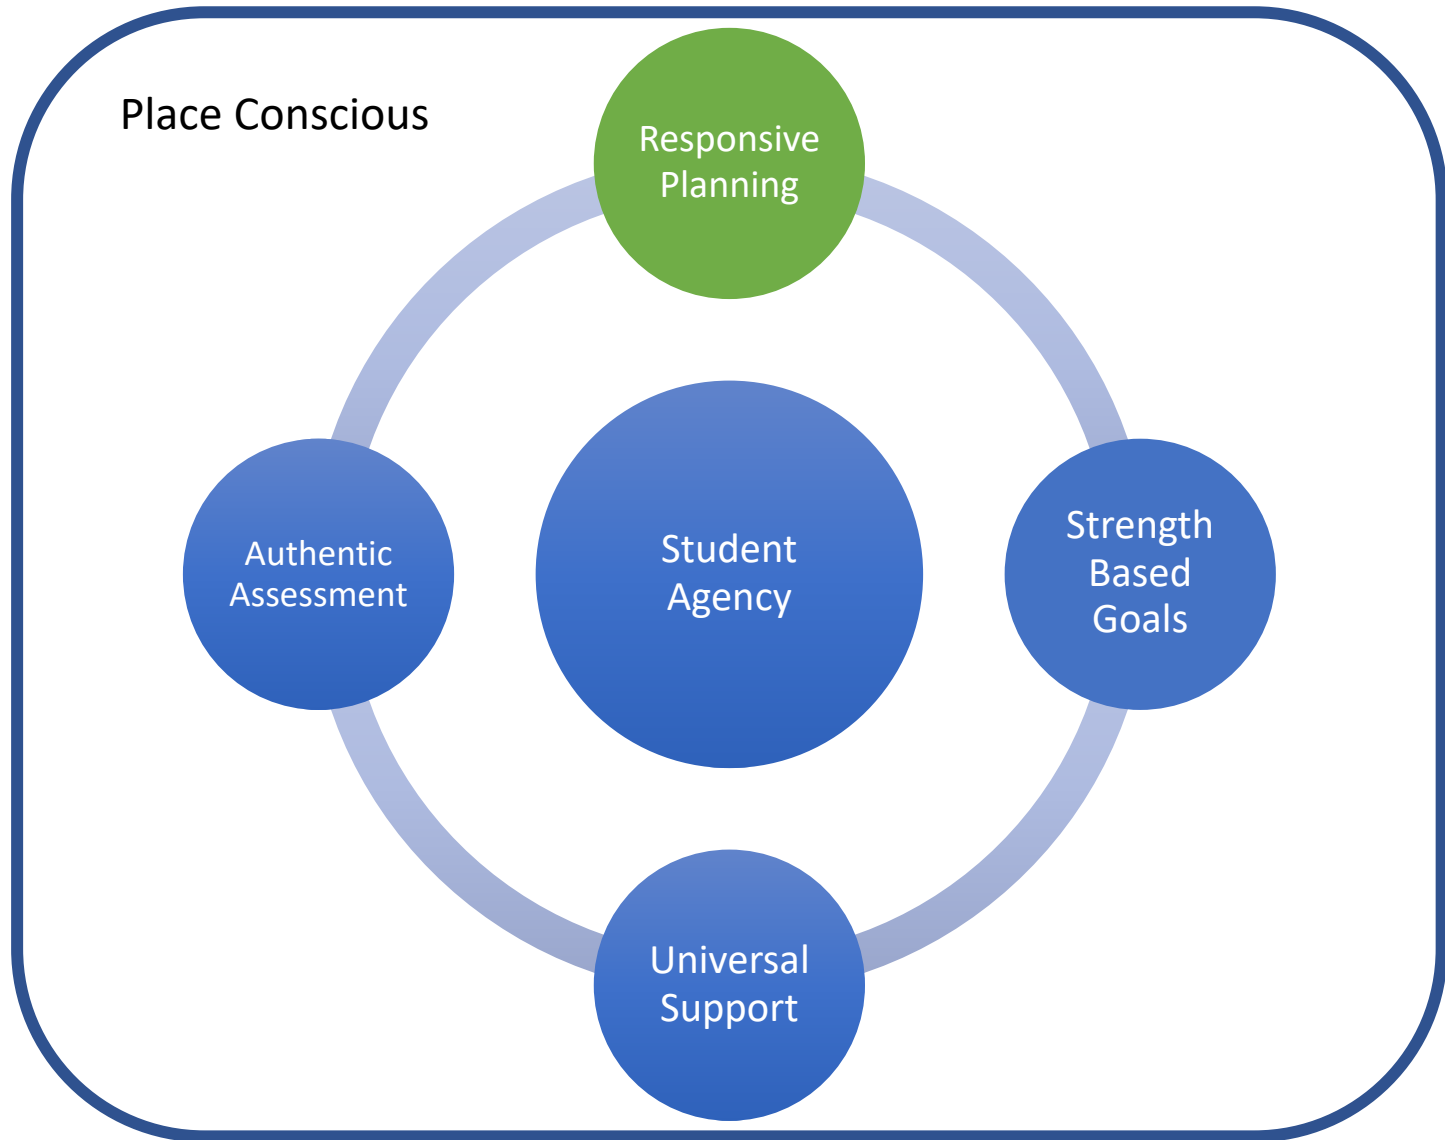 Place Conscious
Responsive
Planning
Authentic
Assessment
Student
Agency
Strength
Based
Goals
Universal
Support